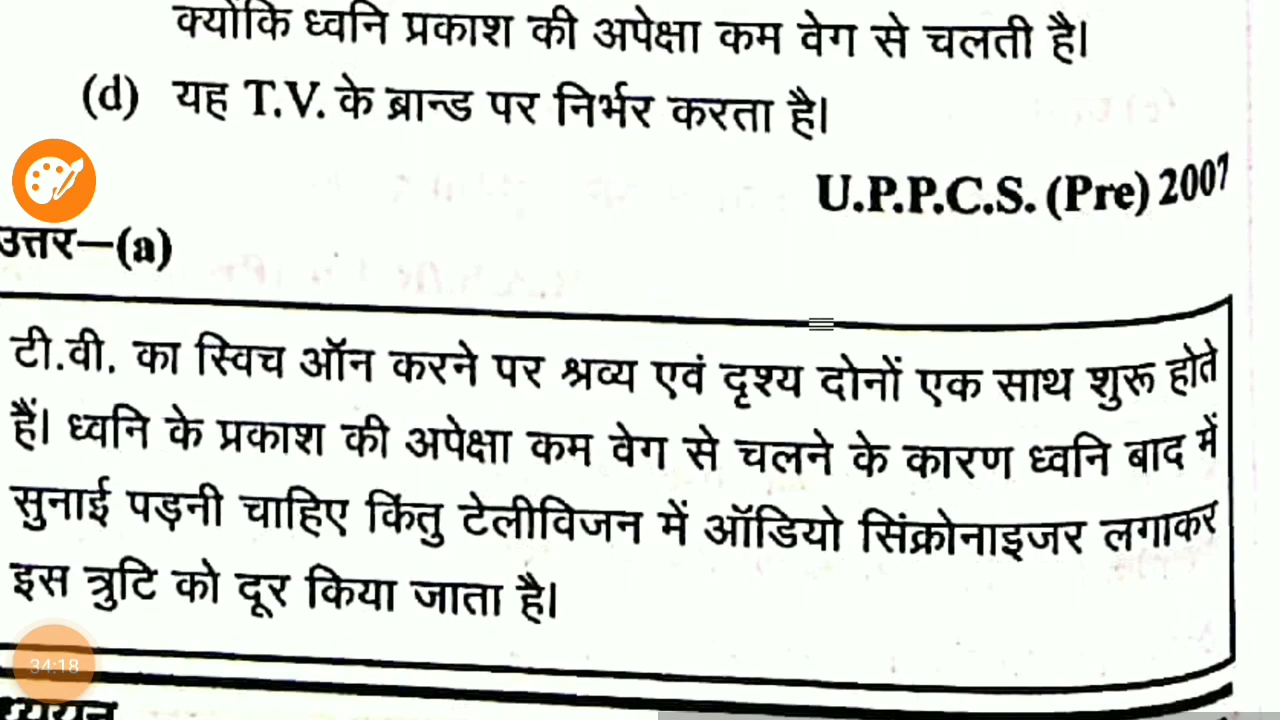 क्योंकि ध्वनि प्रकाश की अपेक्षा कम वेग से चलती है।
(d) यह T.V. के ब्रान्ड पर निर्भर करता है।
U.P.P.C.S. (Pre) 2007
उत्तर–(a)
टी.वी. का स्विच ऑन करने पर श्रव्य एवं दृश्य दोनों एक साथ शुरू होते
हैं। ध्वनि के प्रकाश की अपेक्षा कम वेग से चलने के कारण ध्वनि बाद में
सुनाई पड़नी चाहिए किंतु टेलीविजन में ऑडियो सिंक्रोनाइजर लगाकर
इस त्रुटि को दूर किया जाता है।
34:18